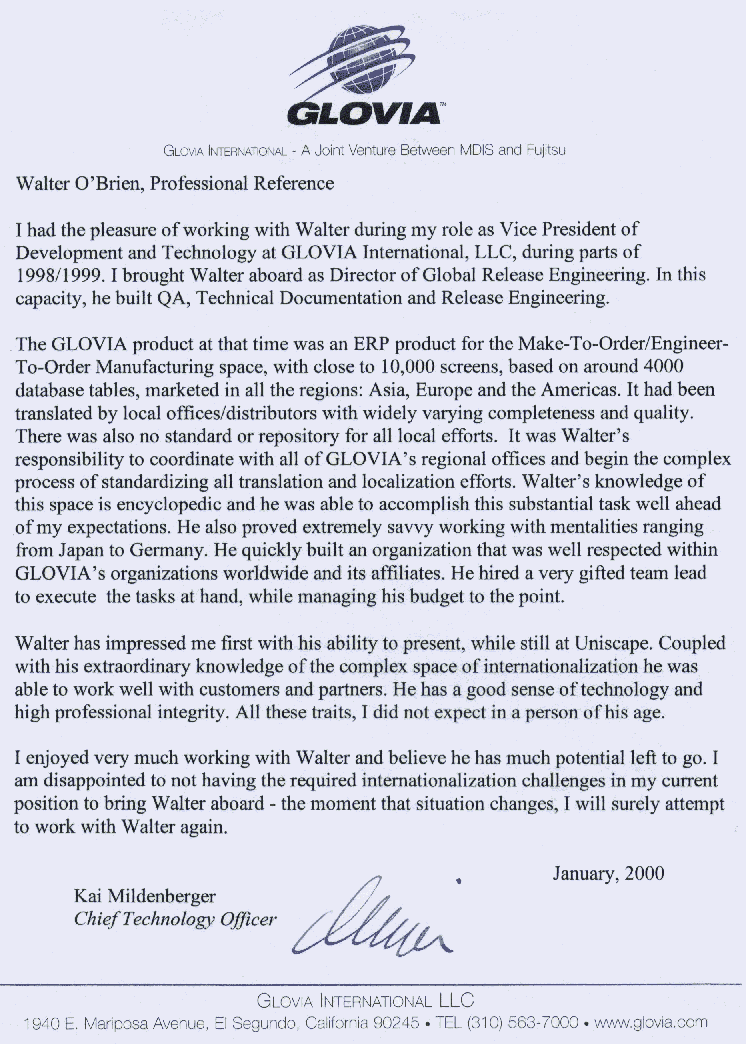 GLOVIA™
GLOVIA INTERNATIONAL - A Joint Venture Between MDIS and Fujitsu
Walter O'Brien, Professional Reference
I had the pleasure of working with Walter during my role as Vice President of
Development and Technology at GLOVIA International, LLC, during parts of
1998/1999. I brought Walter aboard as Director of Global Release Engineering. In this
capacity, he built QA, Technical Documentation and Release Engineering.
The GLOVIA product at that time was an ERP product for the Make-To-Order/Engineer-
To-Order Manufacturing space, with close to 10,000 screens, based on around 4000
database tables, marketed in all the regions: Asia, Europe and the Americas. It had been
translated by local offices/distributors with widely varying completeness and quality.
There was also no standard or repository for all local efforts. It was Walter's
responsibility to coordinate with all of GLOVIA's regional offices and begin the complex
process of standardizing all translation and localization efforts. Walter's knowledge of
this space is encyclopedic and he was able to accomplish this substantial task well ahead
of my expectations. He also proved extremely savvy working with mentalities ranging
from Japan to Germany. He quickly built an organization that was well respected within
GLOVIA's organizations worldwide and its affiliates. He hired a very gifted team lead
to execute the tasks at hand, while managing his budget to the point.
Walter has impressed me first with his ability to present, while still at Uniscape. Coupled
with his extraordinary knowledge of the complex space of internationalization he was
able to work well with customers and partners. He has a good sense of technology and
high professional integrity. All these traits, I did not expect in a person of his age.
I enjoyed very much working with Walter and believe he has much potential left to go. I
am disappointed to not having the required internationalization challenges in my current
position to bring Walter aboard - the moment that situation changes, I will surely attempt
to work with Walter again.
January, 2000
Kai Mildenberger
Chief Technology Officer
GLOVIA INTERNATIONAL LLC
1940 E. Mariposa Avenue, El Segundo, California 90245 • TEL (310) 563-7000 • www.glovia.com